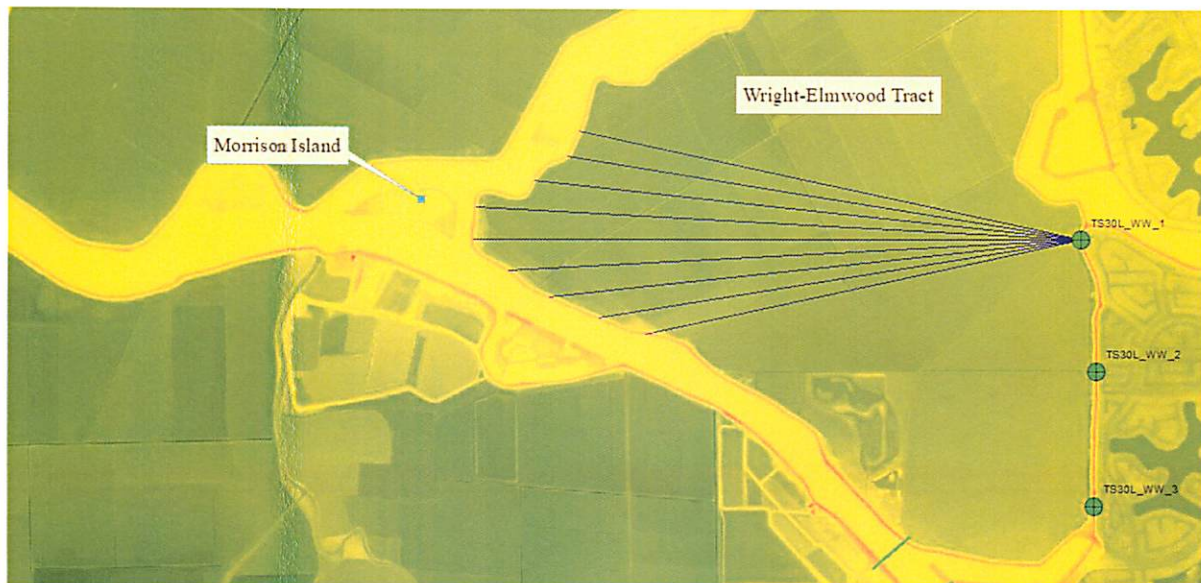 Wright-Elmwood Tract
Morrison Island
TS30L_WW_1
TS30L_WW_2
TS30L_WW_3